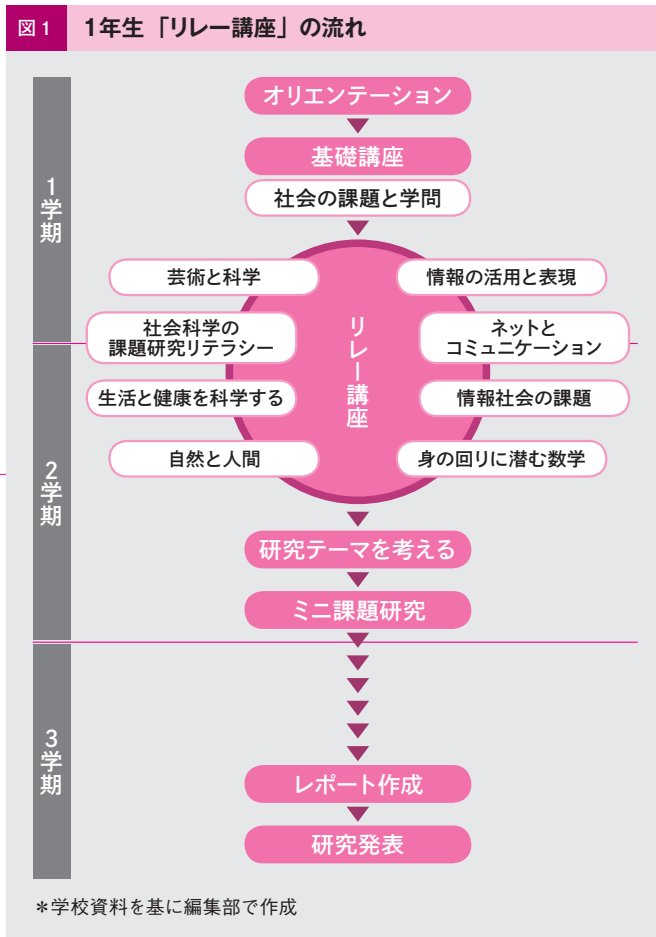 図1 1年生「リレー講座」の流れ
1学期
オリエンテーション
基礎講座
社会の課題と学問
リレー講座
芸術と科学
情報の活用と表現
社会科学の
課題研究リテラシー
ネットと
コミュニケーション
2学期
生活と健康を科学する
情報社会の課題
自然と人間
身の回りに潜む数学
研究テーマを考える
ミニ課題研究
3学期
レポート作成
研究発表
*学校資料を基に編集部で作成